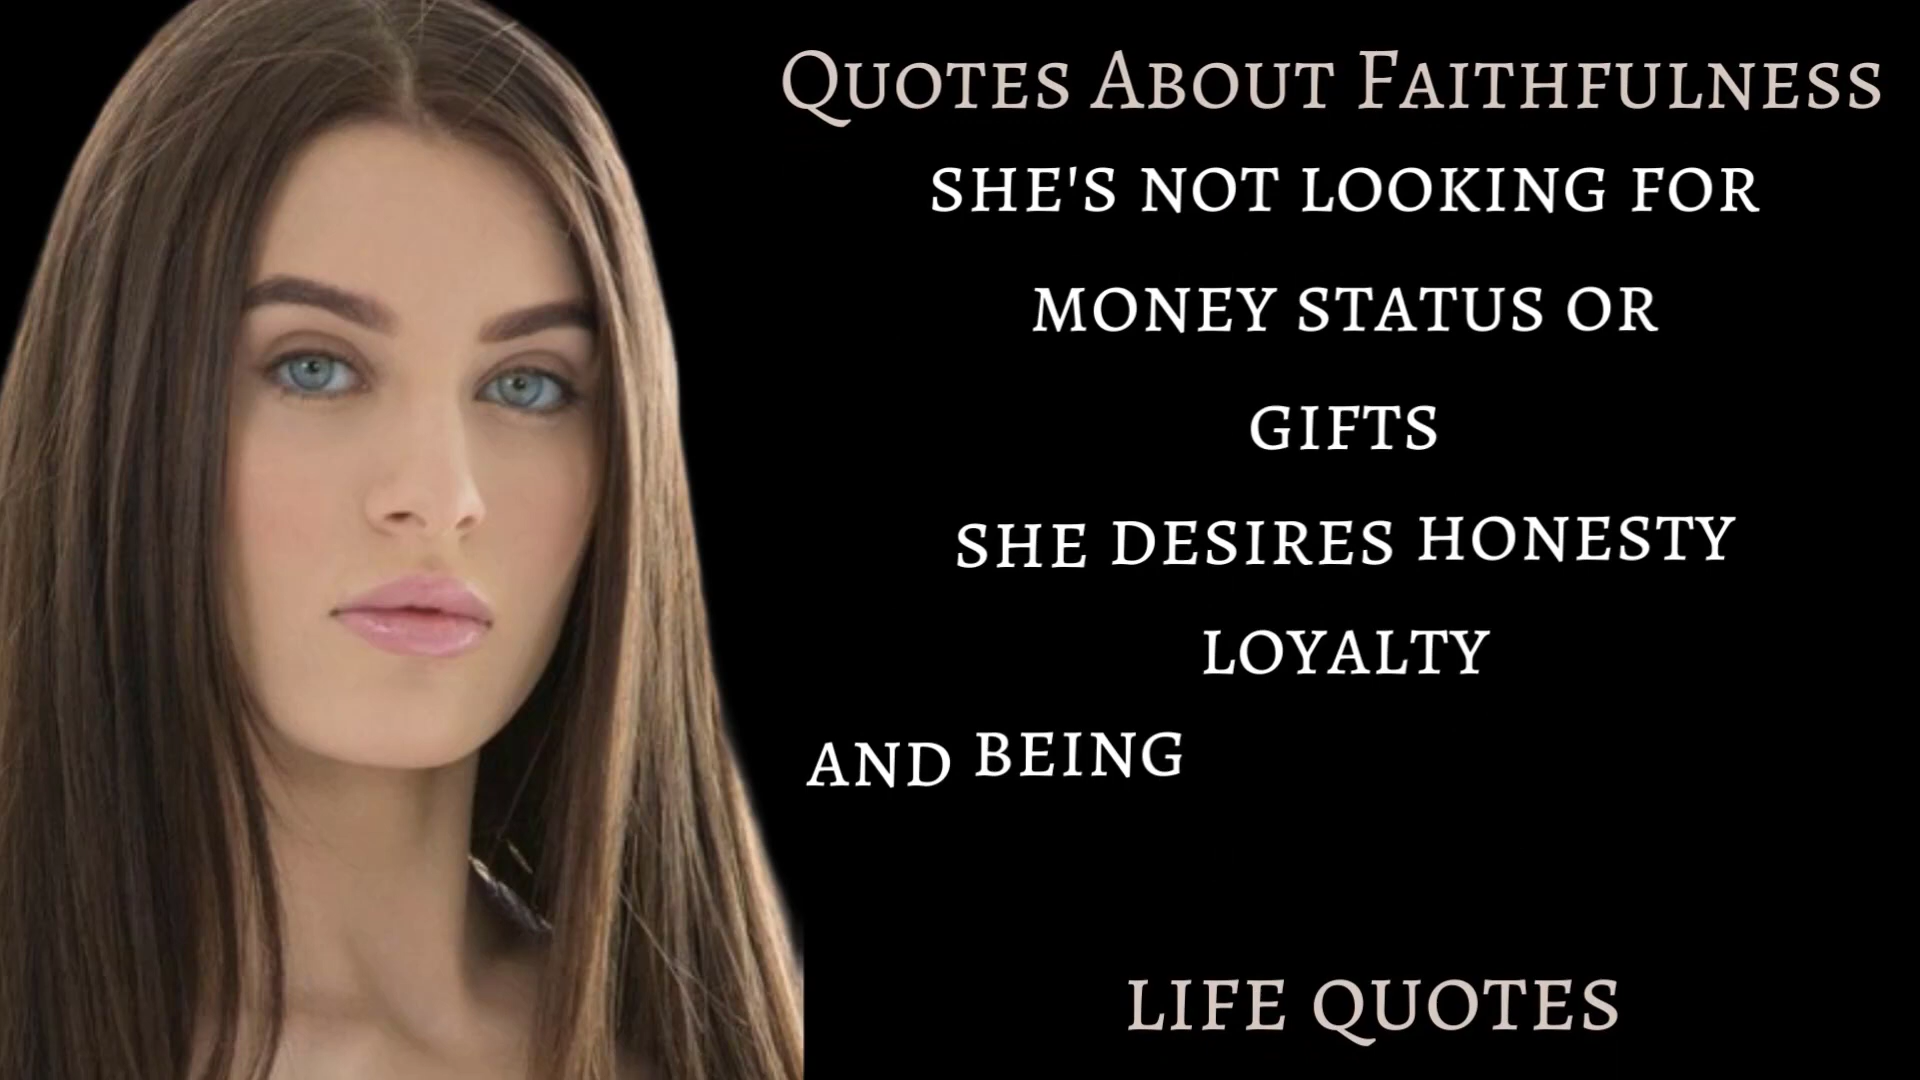 Quotes About Faithfulness
SHE'S NOT LOOKING FOR
MONEY STATUS OR
GIFTS
SHE DESIRES HONESTY
LOYALTY
AND BEING
LIFE QUOTES